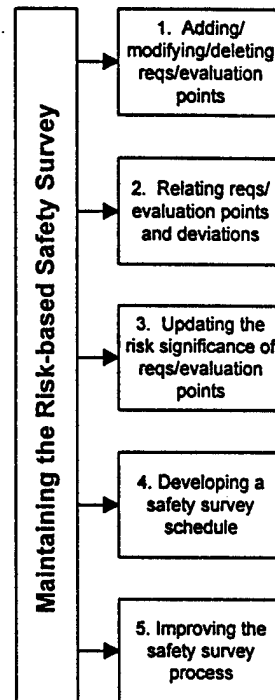 Maintaining the Risk-based Safety Survey
1. Adding/
modifying/deleting
reqs/evaluation
points
2. Relating reqs/
evaluation points
and deviations
3. Updating the
risk significance of
reqs/evaluation
points
4. Developing a
safety survey
schedule
5. Improving the
safety survey
process